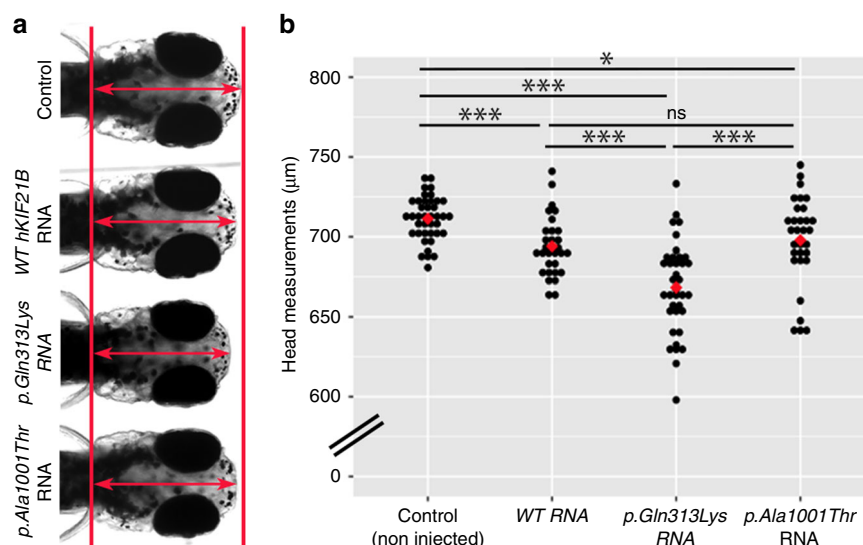 a
Control
WT hKIF21B
RNA
p.Gln313Lys
RNA
p.Ala1001Thr
RNA
b
Head measurements (μm)
800
750
700
650
600
0
*
***
***
ns
***
***
Control
(non injected)
WT RNA
p.Gln313Lys
RNA
p.Ala1001Thr
RNA